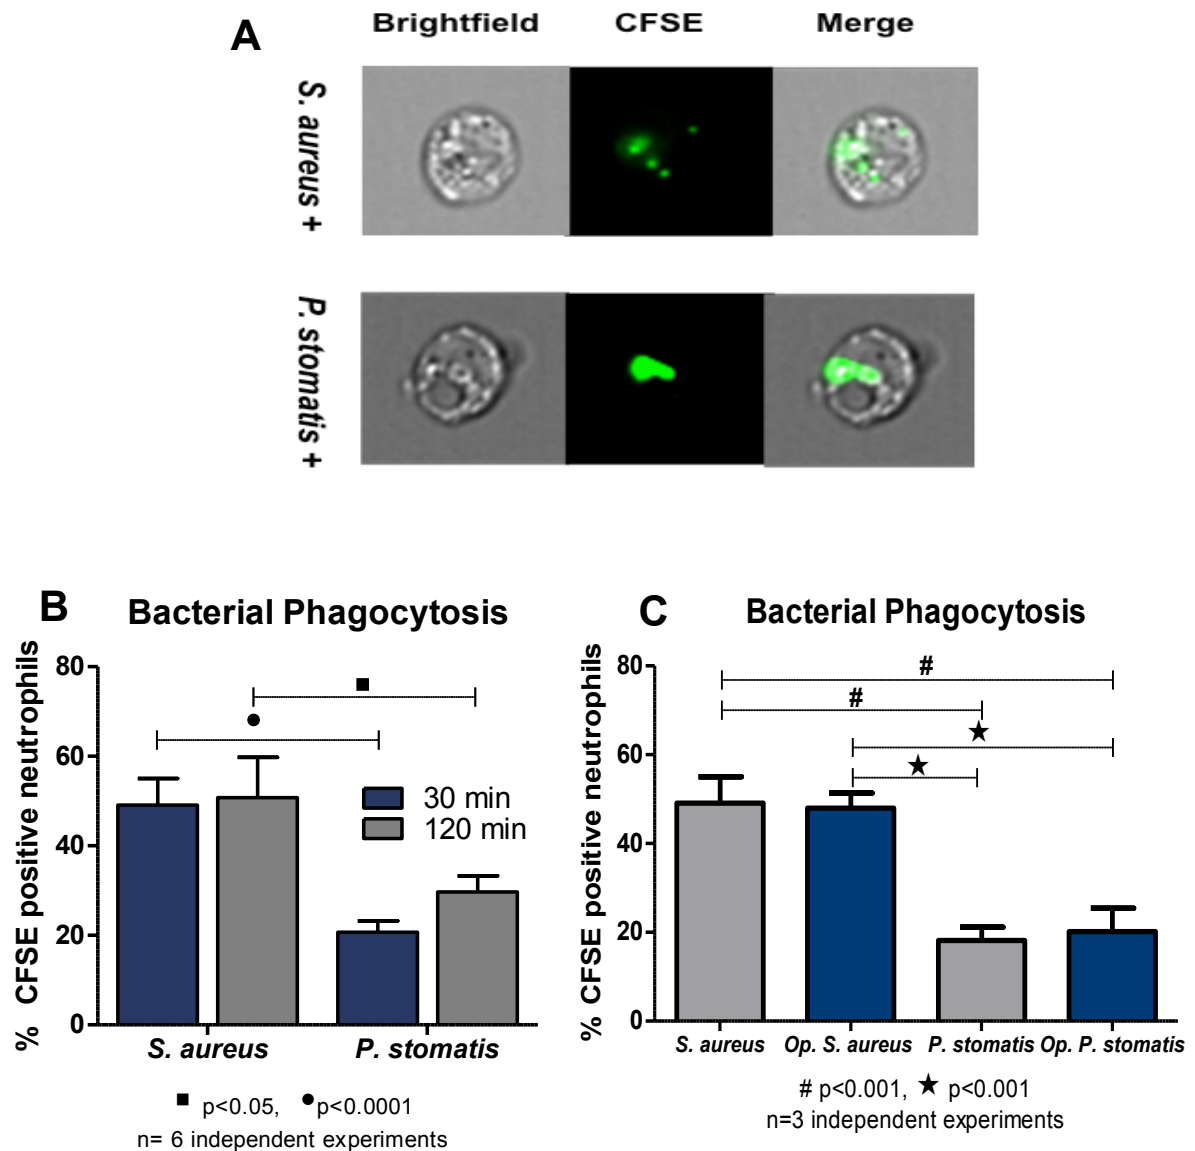 A
Brightfield CFSE Merge
S. aureus +
P. stomatis +
B
Bacterial Phagocytosis
% CFSE positive neutrophils
80
60
40
20
0
■
●
30 min
120 min
S. aureus P. stomatis
■ p<0.05, ●p<0.0001
n= 6 independent experiments
C
Bacterial Phagocytosis
% CFSE positive neutrophils
80
60
40
20
0
#
#
★
★
S. aureus Op. S. aureus P. stomatis Op. P. stomatis
# p<0.001, ★ p<0.001
n=3 independent experiments